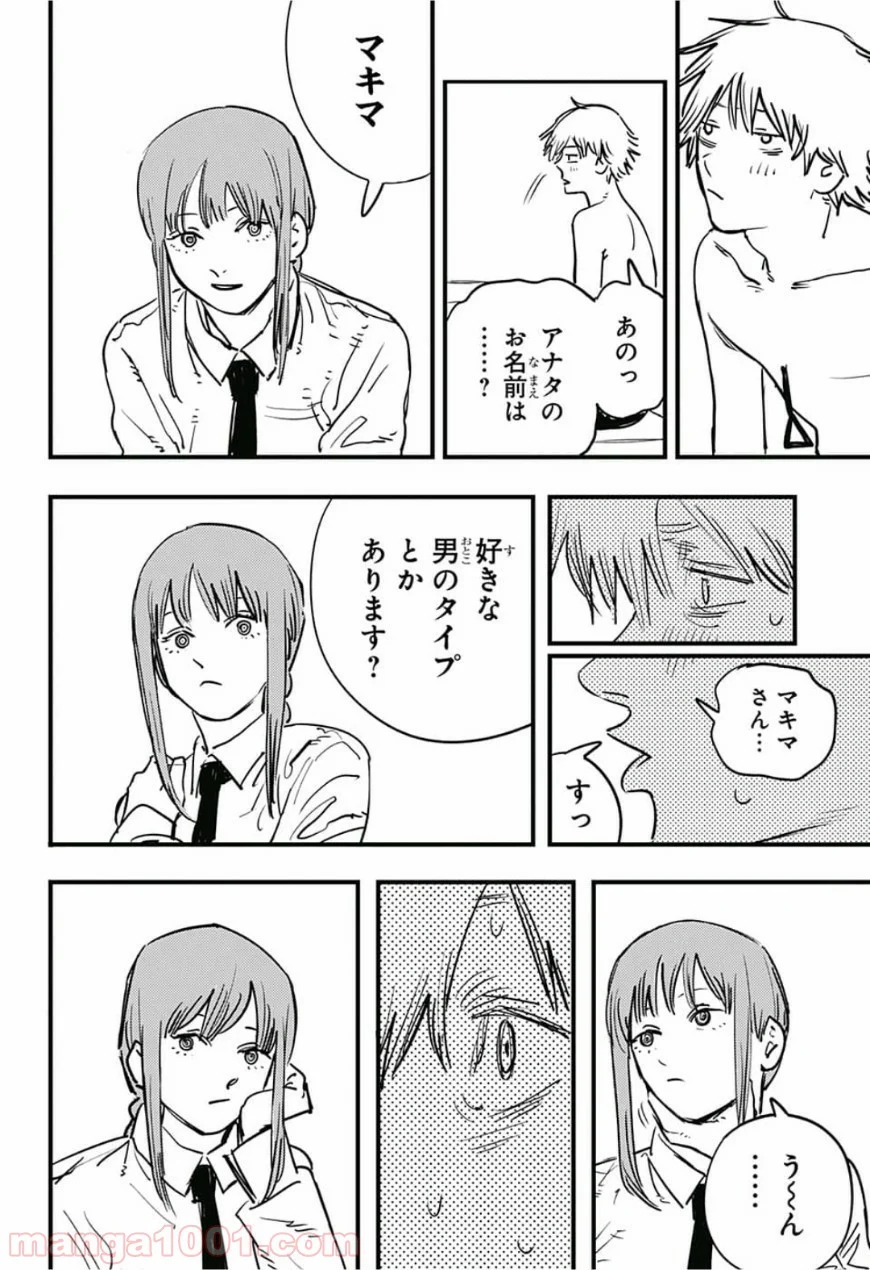 あのっ
アナタの
お名前は
……?
マキマ
マキマ
さん…
すっ
好きな
男のタイプ
とか
あります?
う〜ん
……
manga1001.com